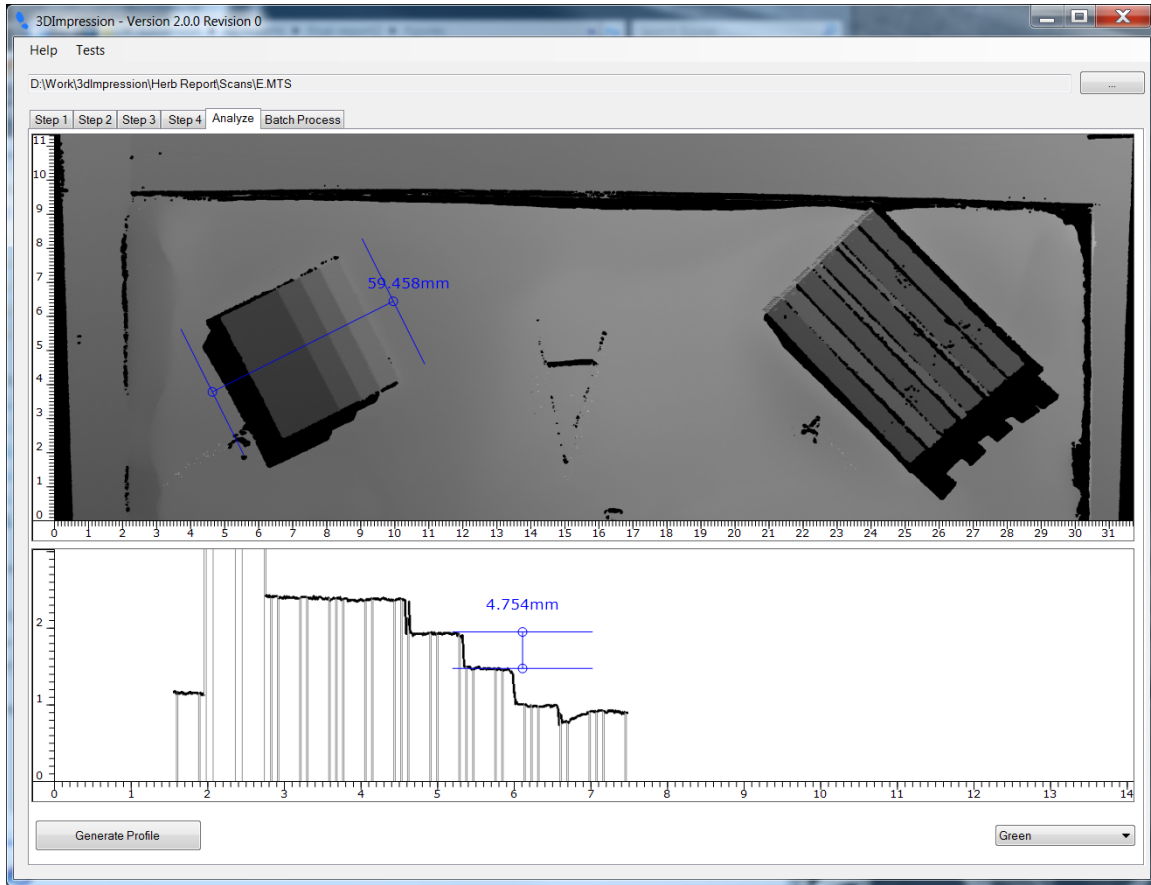 3DImpression - Version 2.0.0 Revision 0
Help Tests
D:\Work\3dImpression\Herb Report\Scans\E.MTS
...
Step 1 Step 2 Step 3 Step 4 Analyze Batch Process
11
10
9
8
7
6
5
4
3
2
1
0
59.458mm
0 1 2 3 4 5 6 7 8 9 10 11 12 13 14 15 16 17 18 19 20 21 22 23 24 25 26 27 28 29 30 31
4.754mm
2
1
0
0 1 2 3 4 5 6 7 8 9 10 11 12 13 14
Generate Profile
Green